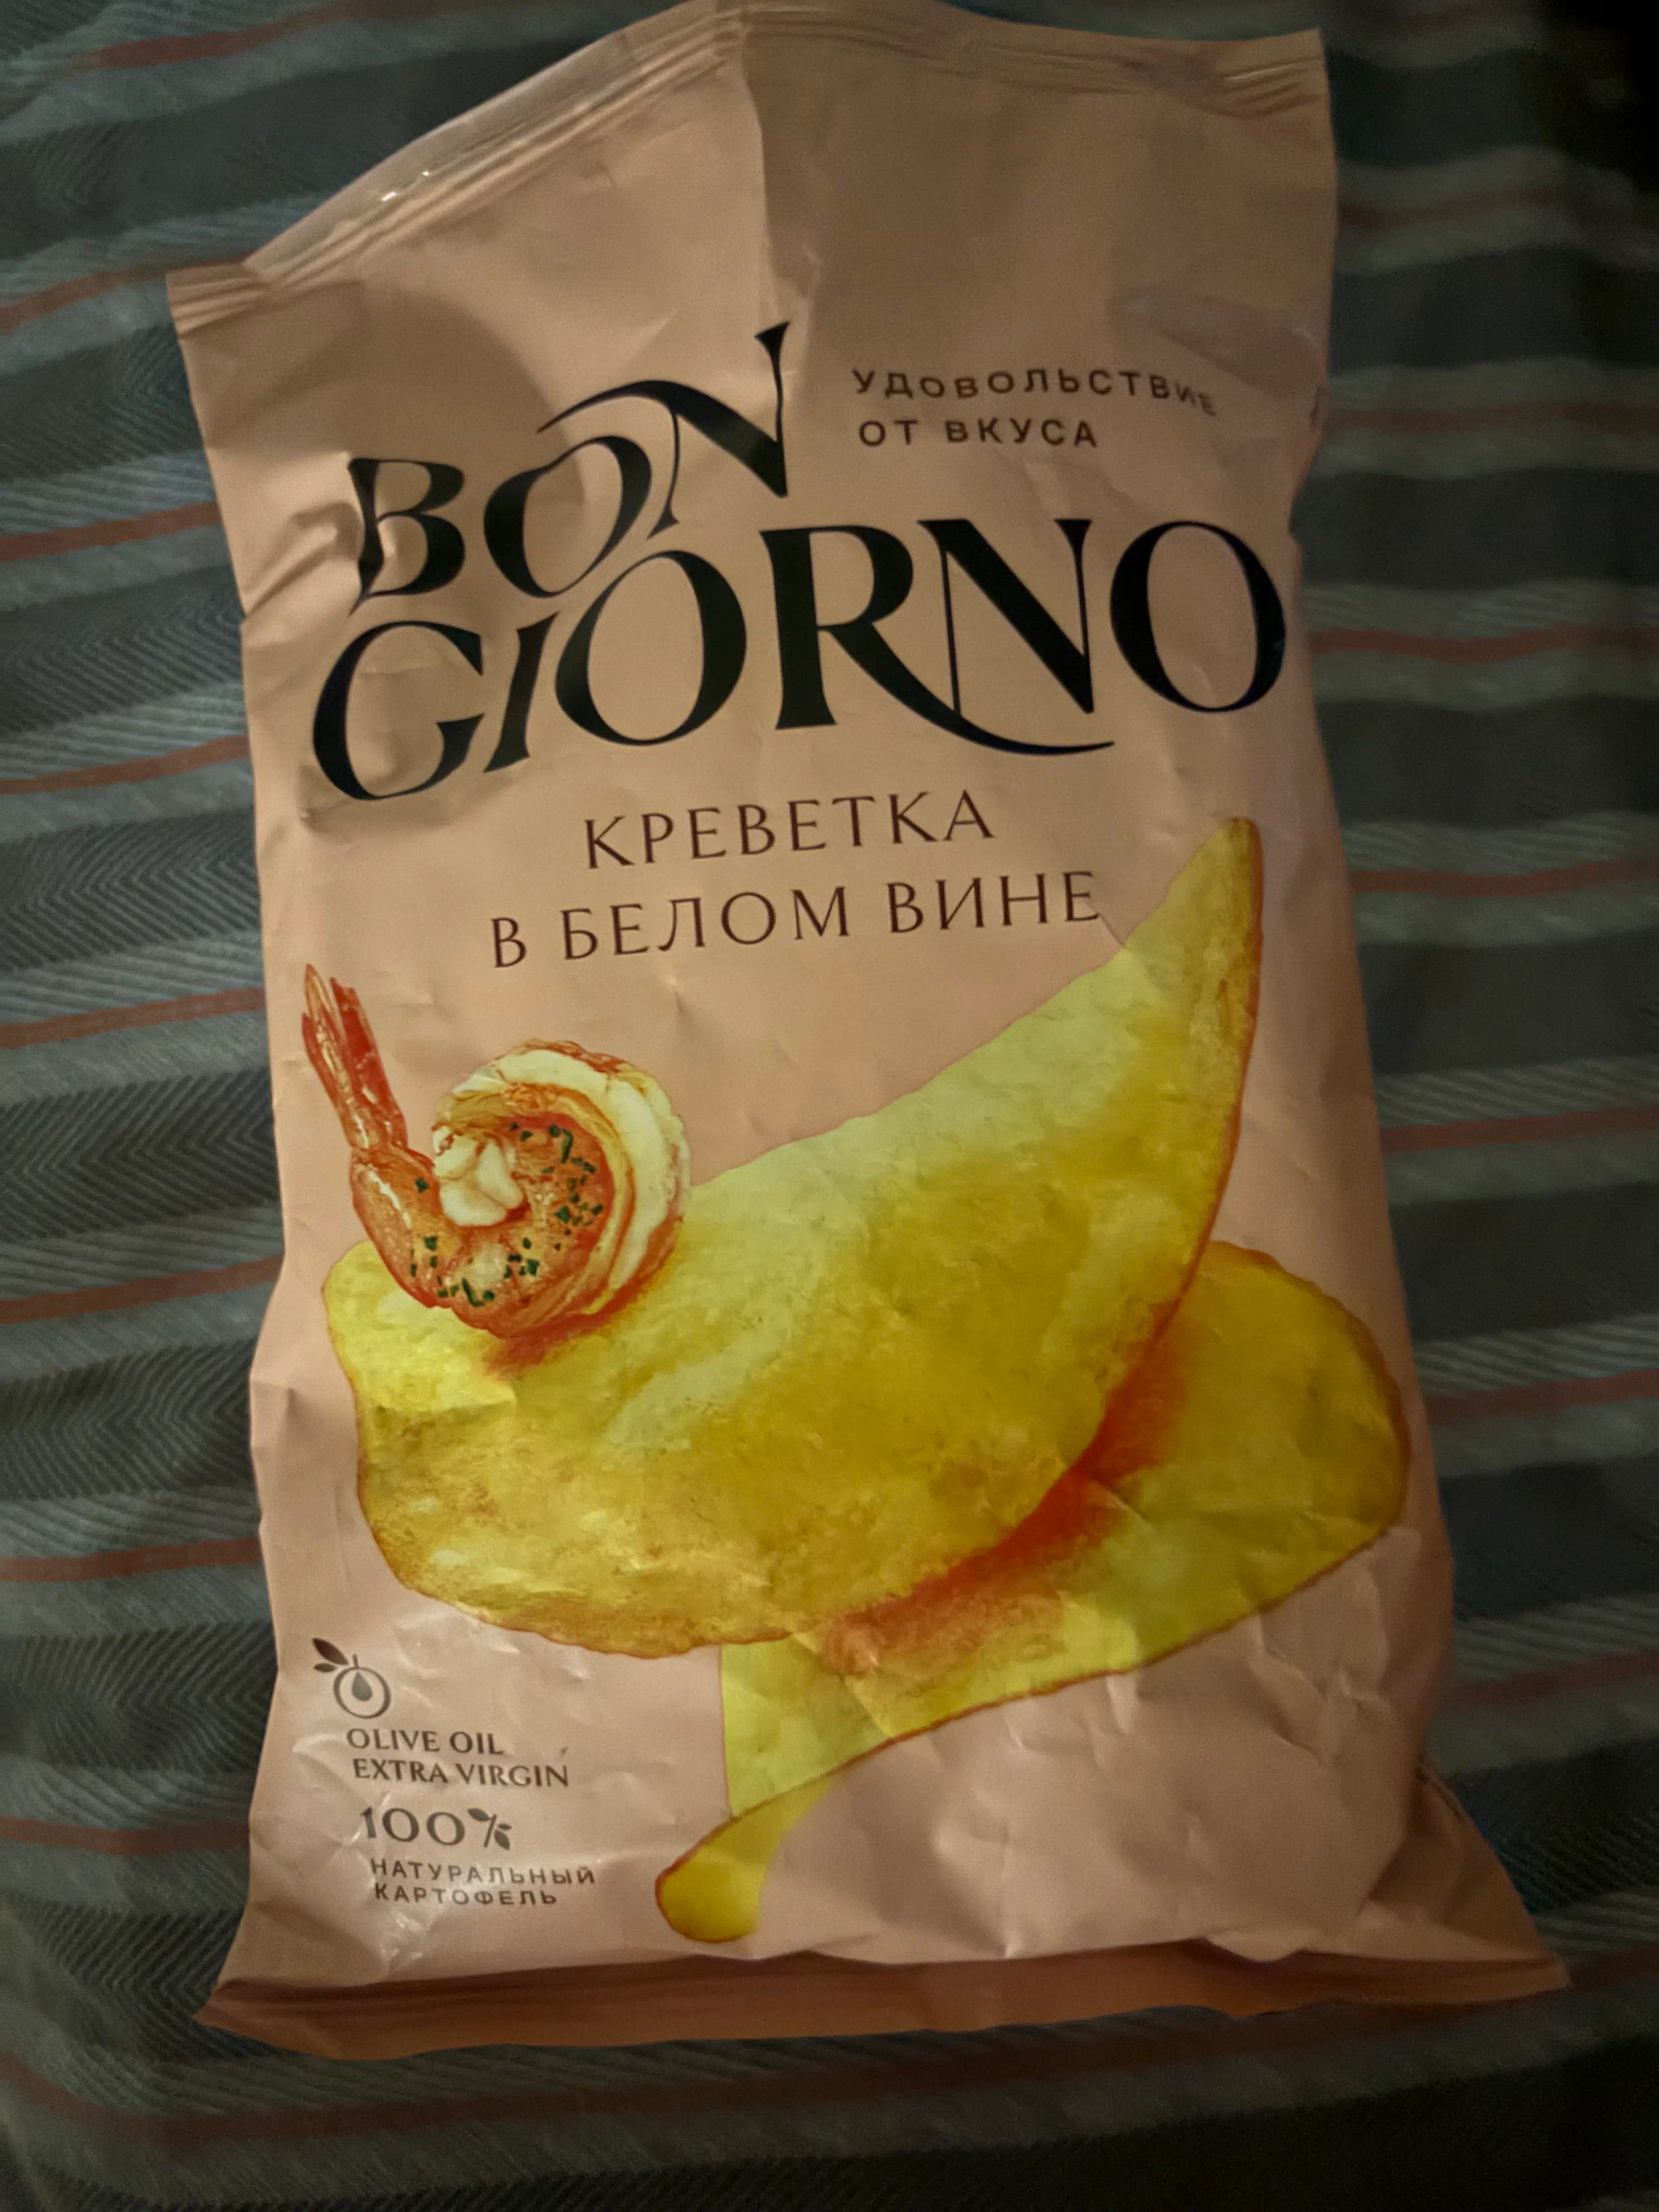 УДОВОЛЬСТВИЕ
ОТ ВКУСА
BON
GIORNO
КРЕВЕТКА
В БЕЛОМ ВИНЕ
OLIVE OIL
EXTRA VIRGIN
100%
НАТУРАЛЬНЫЙ
КАРТОФЕЛЬ